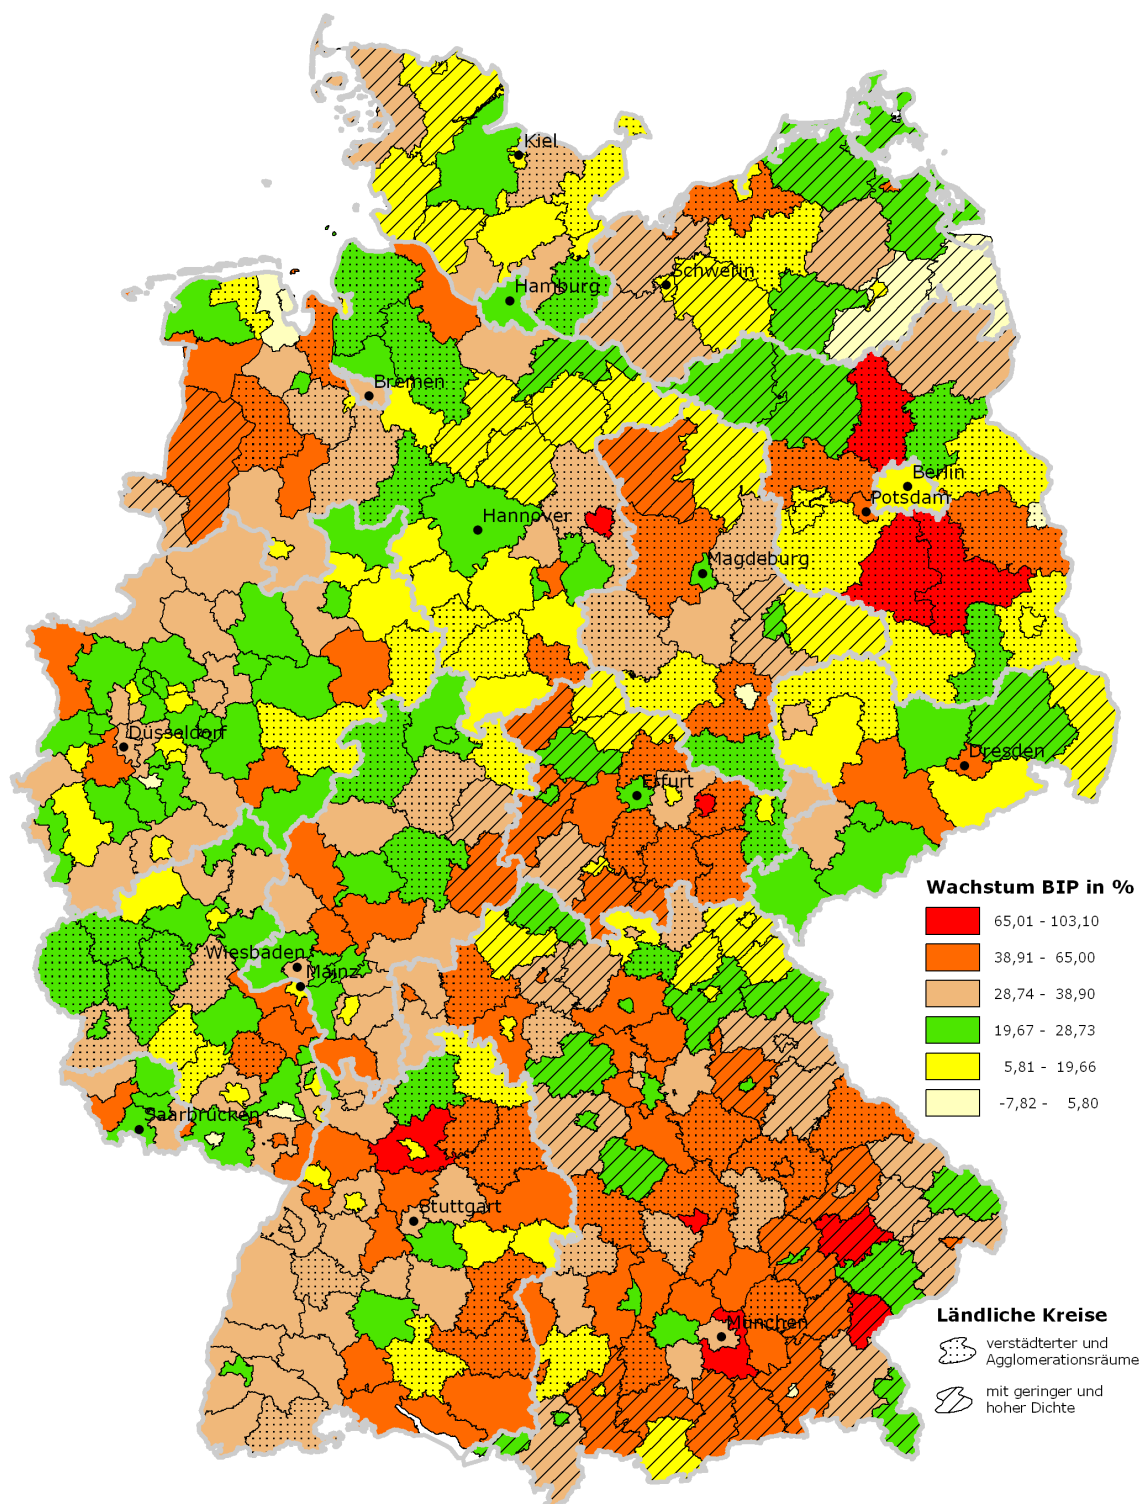 Kiel
Schwerin
Hamburg
Bremen
Berlin
Potsdam
Hannover
Magdeburg
Düsseldorf
Dresden
Erfurt
Wachstum BIP in %
65,01 - 103,10
38,91 - 65,00
28,74 - 38,90
19,67 - 28,73
5,81 - 19,66
-7,82 - 5,80
Wiesbaden
Mainz
Saarbrücken
Stuttgart
München
Ländliche Kreise
verstädterter und
Agglomerationsräume
mit geringer und
hoher Dichte